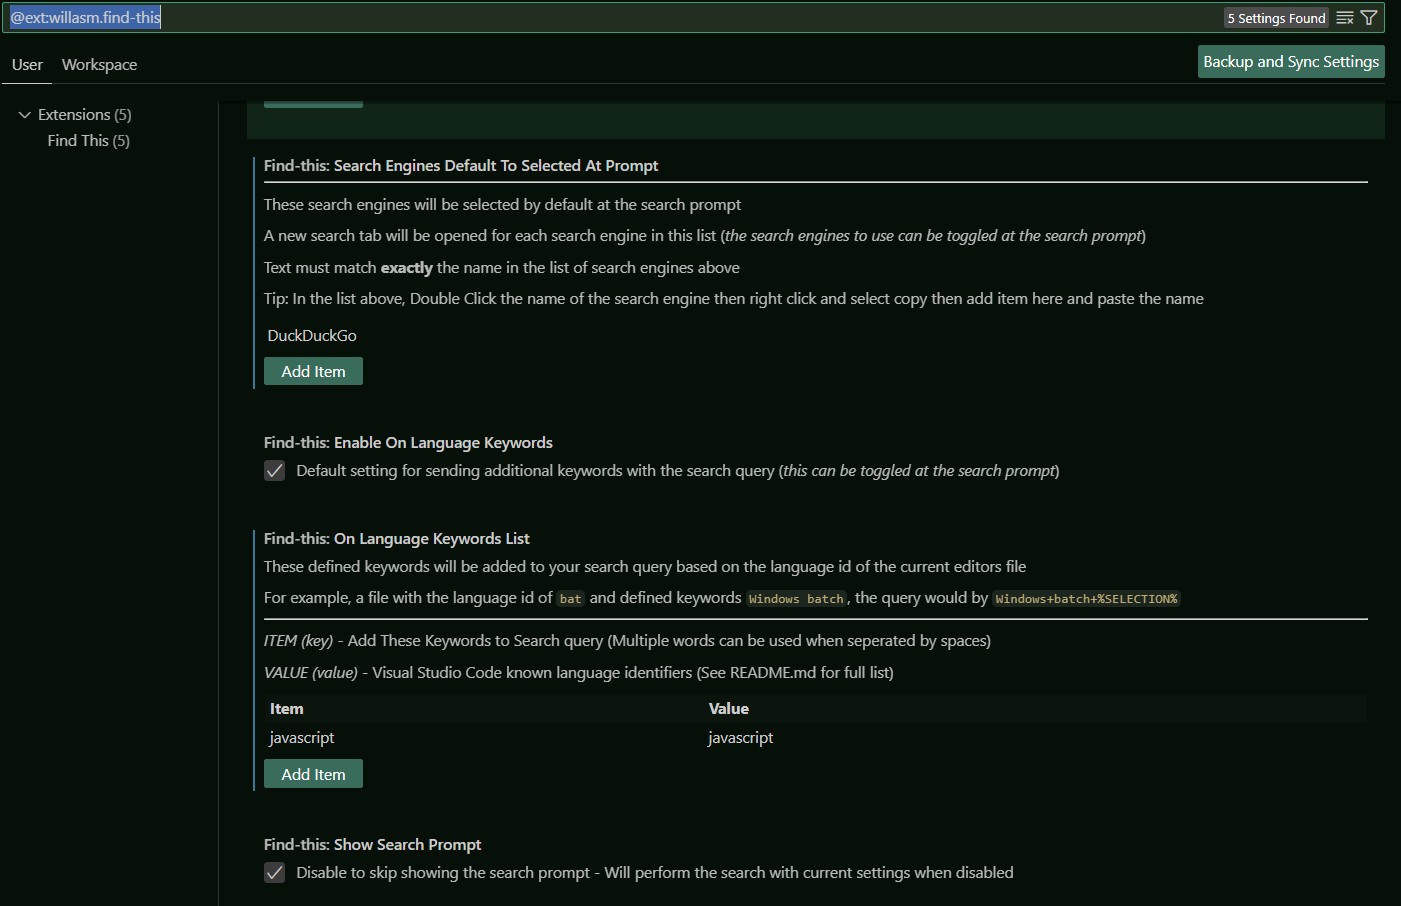 @ext:willasm.find-this
5 Settings Found
User
Workspace
Backup and Sync Settings
Extensions (5)
Find This (5)
Find-this: Search Engines Default To Selected At Prompt
These search engines will be selected by default at the search prompt
A new search tab will be opened for each search engine in this list (the search engines to use can be toggled at the search prompt)
Text must match exactly the name in the list of search engines above
Tip: In the list above, Double Click the name of the search engine then right click and select copy then add item here and paste the name
DuckDuckGo
Add Item
Find-this: Enable On Language Keywords
Default setting for sending additional keywords with the search query (this can be toggled at the search prompt)
Find-this: On Language Keywords List
These defined keywords will be added to your search query based on the language id of the current editors file
For example, a file with the language id of bat and defined keywords Windows batch, the query would by Windows+batch+%SELECTION%
ITEM (key) - Add These Keywords to Search query (Multiple words can be used when seperated by spaces)
VALUE (value) - Visual Studio Code known language identifiers (See README.md for full list)
Item Value
javascript javascript
Add Item
Find-this: Show Search Prompt
Disable to skip showing the search prompt - Will perform the search with current settings when disabled